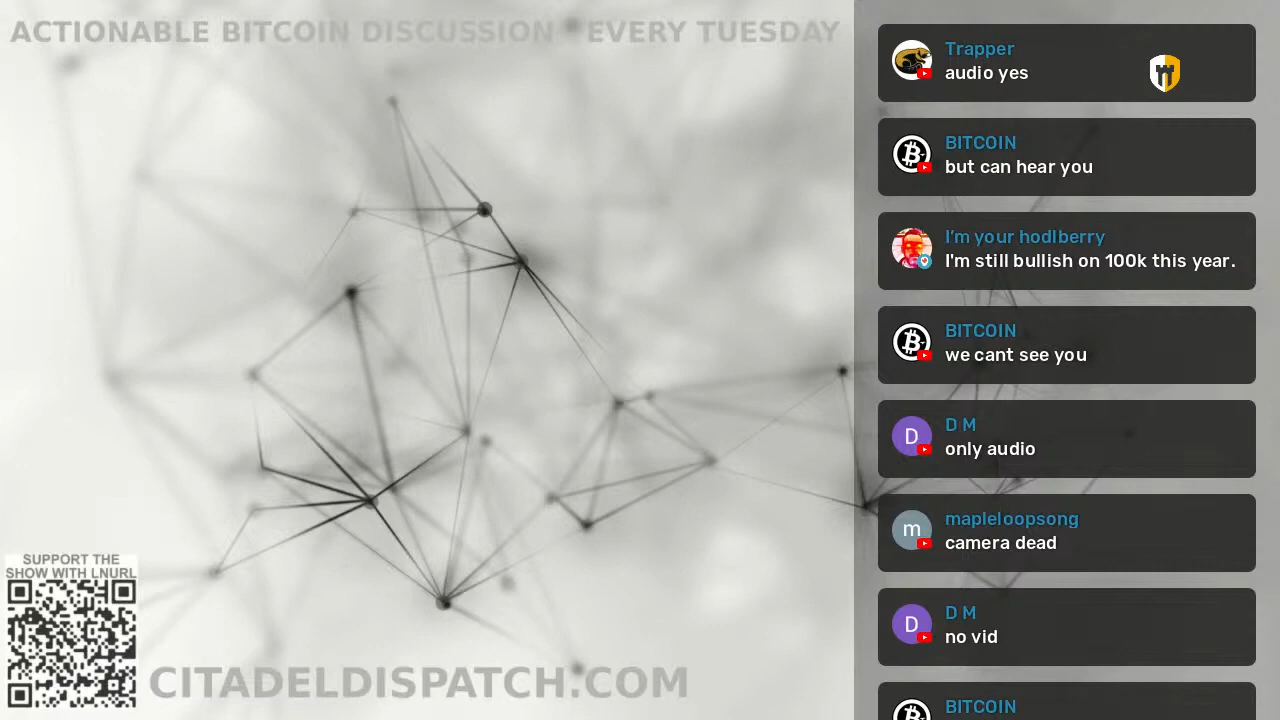 ACTIONABLE BITCOIN DISCUSSION * EVERY TUESDAY
Trapper
audio yes
BITCOIN
but can hear you
I'm your hodlberry
I'm still bullish on 100k this year.
BITCOIN
we cant see you
D
D M
only audio
m
mapleloopsong
camera dead
D
D M
no vid
BITCOIN
SUPPORT THE
SHOW WITH LNURL
CITADELDISPATCH.COM